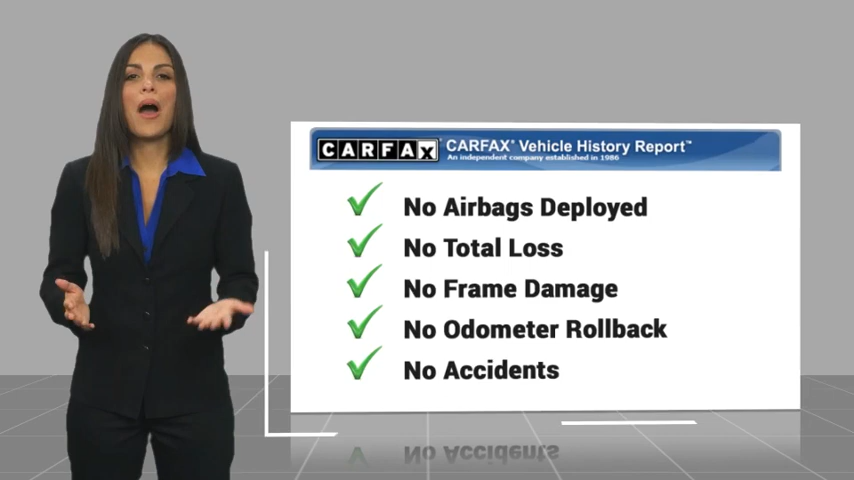 CARFAX CARFAX® Vehicle History Report™
An independent company established in 1986
No Airbags Deployed
No Total Loss
No Frame Damage
No Odometer Rollback
No Accidents
No Accidents